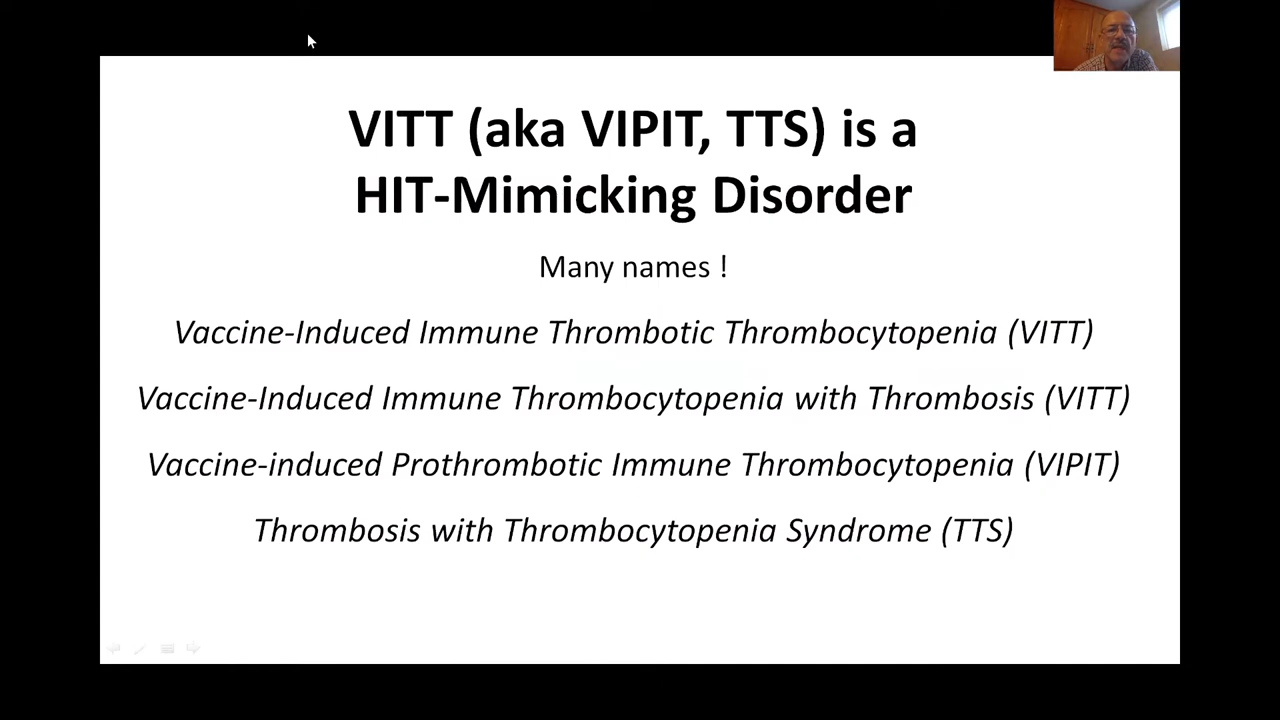 VITT (aka VIPIT, TTS) is a
HIT-Mimicking Disorder
Many names !
Vaccine-Induced Immune Thrombotic Thrombocytopenia (VITT)
Vaccine-Induced Immune Thrombocytopenia with Thrombosis (VITT)
Vaccine-induced Prothrombotic Immune Thrombocytopenia (VIPIT)
Thrombosis with Thrombocytopenia Syndrome (TTS)